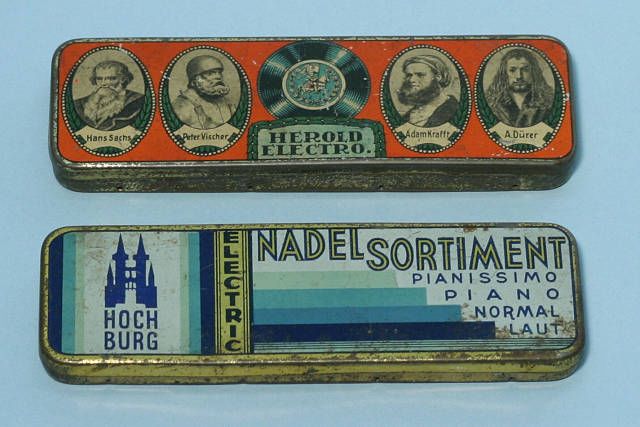 Hans Sachs
Peter Vischer
HEROLD
ELECTRO.
Adam Krafft
A. Dürer
HOCH
BURG
ELECTRIC
NADEL SORTIMENT
PIANISSIMO
PIANO
NORMAL
LAUT